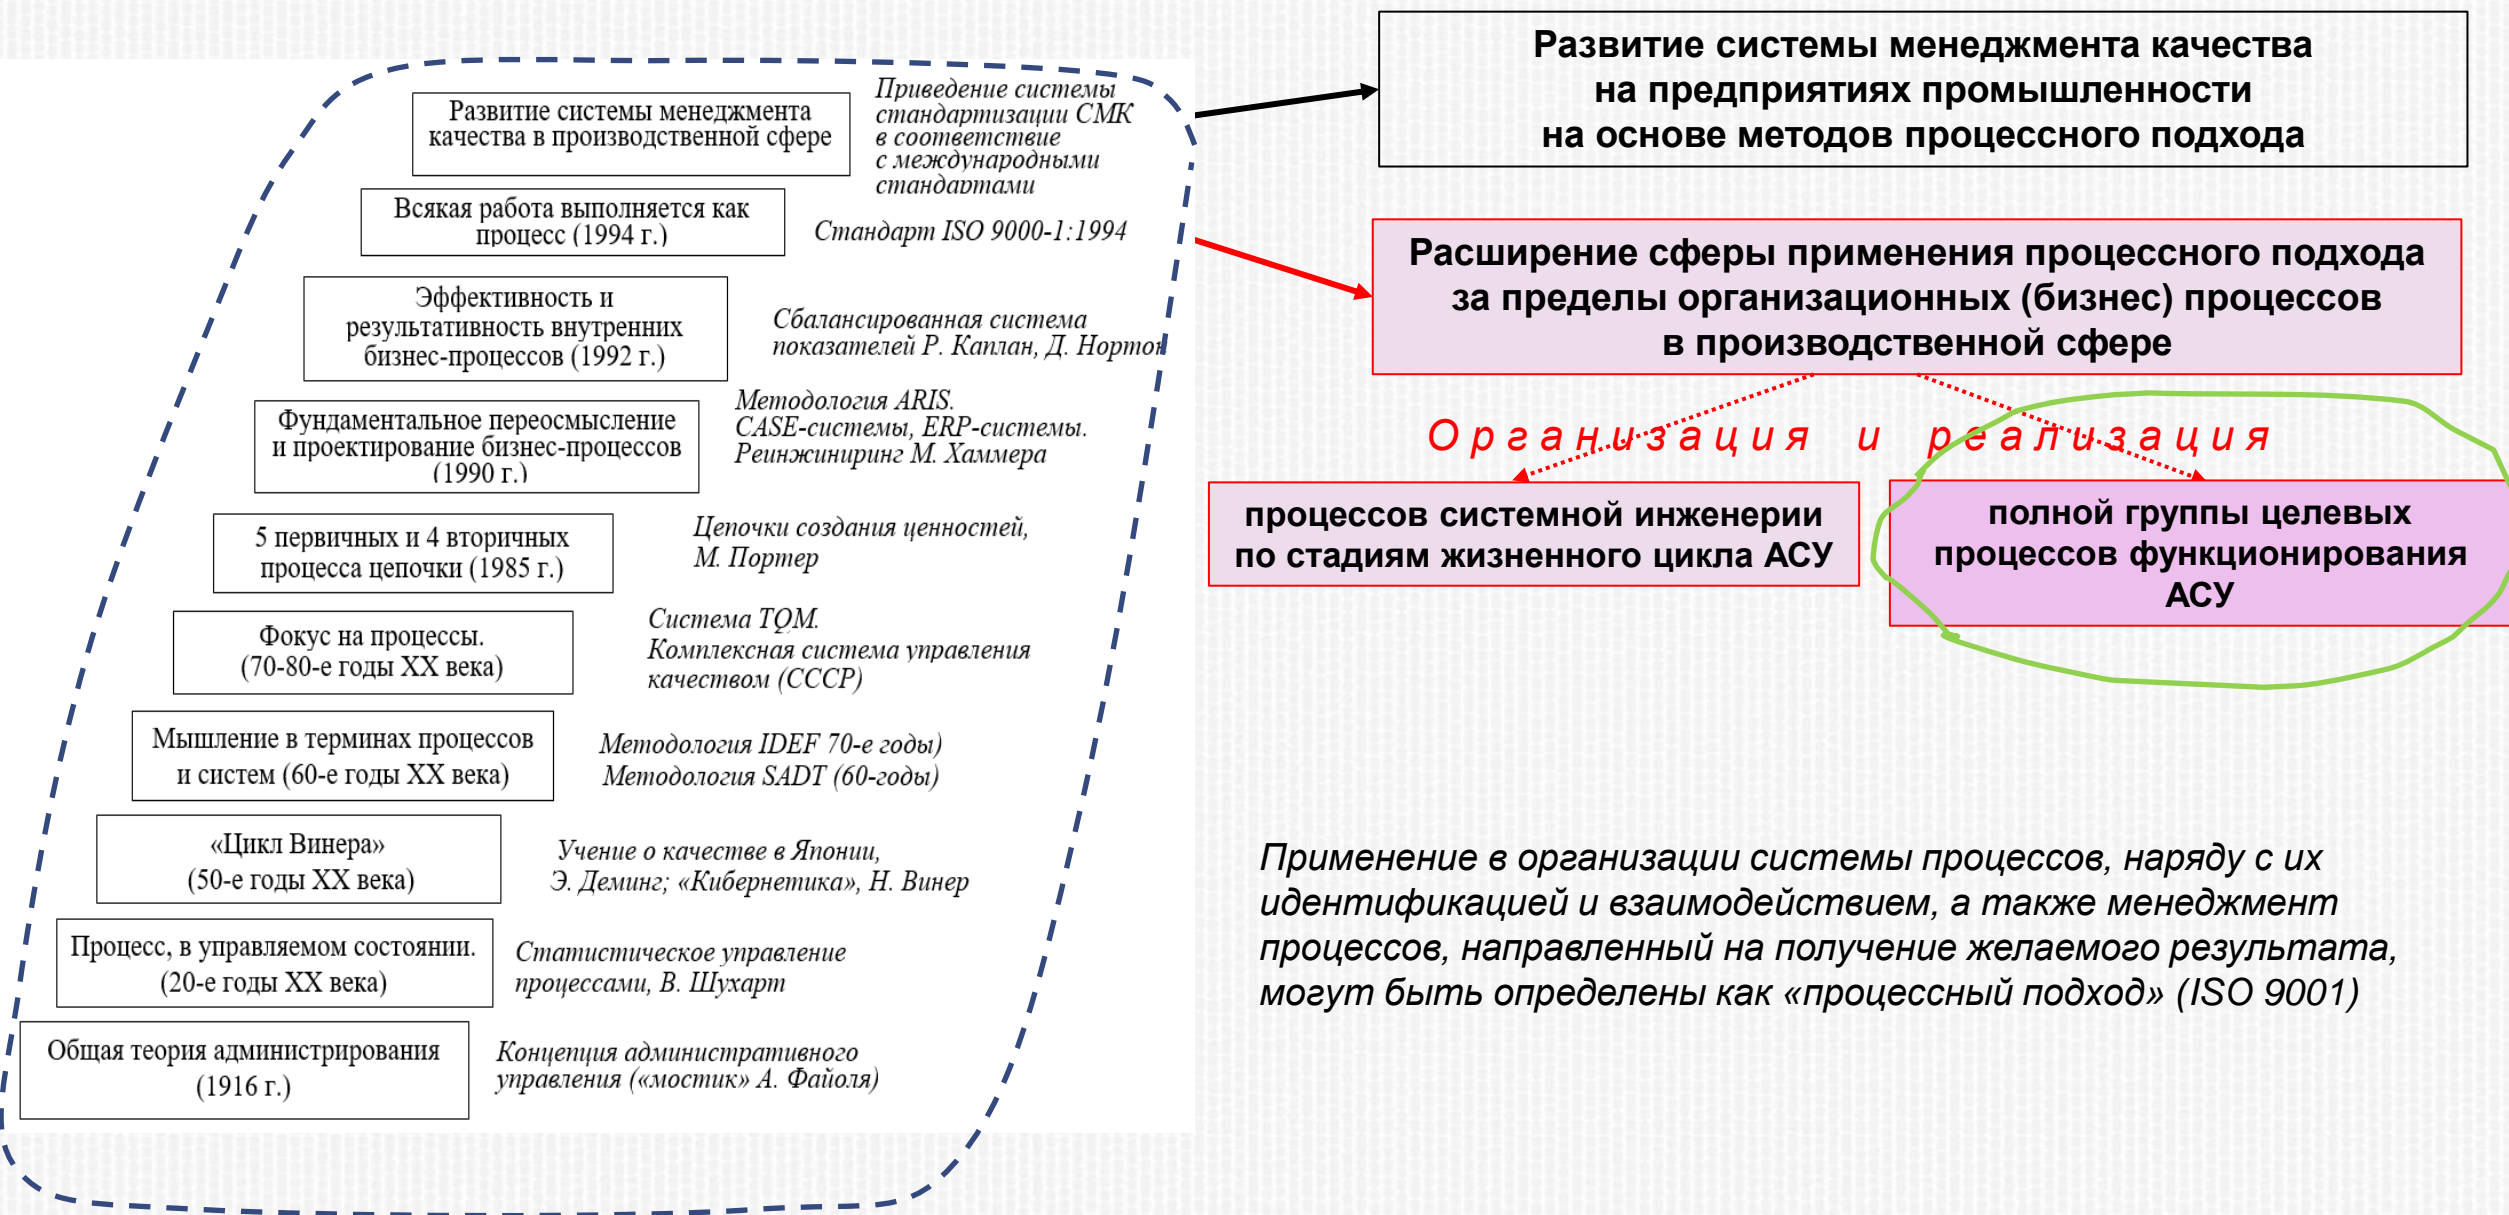 Развитие системы менеджмента
качества в производственной сфере
Приведение системы
стандартизации СМК
в соответствие
с международными
стандартами
Всякая работа выполняется как
процесс (1994 г.)
Стандарт ISO 9000-1:1994
Эффективность и
результативность внутренних
бизнес-процессов (1992 г.)
Сбалансированная система
показателей Р. Каплан, Д. Нортон
Фундаментальное переосмысление
и проектирование бизнес-процессов
(1990 г.)
Методология ARIS.
CASE-системы, ERP-системы.
Реинжиниринг М. Хаммера
5 первичных и 4 вторичных
процесса цепочки (1985 г.)
Цепочки создания ценностей,
М. Портер
Фокус на процессы.
(70-80-е годы XX века)
Система TQM.
Комплексная система управления
качеством (СССР)
Мышление в терминах процессов
и систем (60-е годы XX века)
Методология IDEF 70-е годы)
Методология SADT (60-годы)
«Цикл Винера»
(50-е годы XX века)
Учение о качестве в Японии,
Э. Деминг; «Кибернетика», Н. Винер
Процесс, в управляемом состоянии.
(20-е годы XX века)
Статистическое управление
процессами, В. Шухарт
Общая теория администрирования
(1916 г.)
Концепция административного
управления («мостик» А. Файоля)
Развитие системы менеджмента качества
на предприятиях промышленности
на основе методов процессного подхода
Расширение сферы применения процессного подхода
за пределы организационных (бизнес) процессов
в производственной сфере
Организация и реализация
процессов системной инженерии
по стадиям жизненного цикла АСУ
полной группы целевых
процессов функционирования
АСУ
Применение в организации системы процессов, наряду с их
идентификацией и взаимодействием, а также менеджмент
процессов, направленный на получение желаемого результата,
могут быть определены как «процессный подход» (ISO 9001)